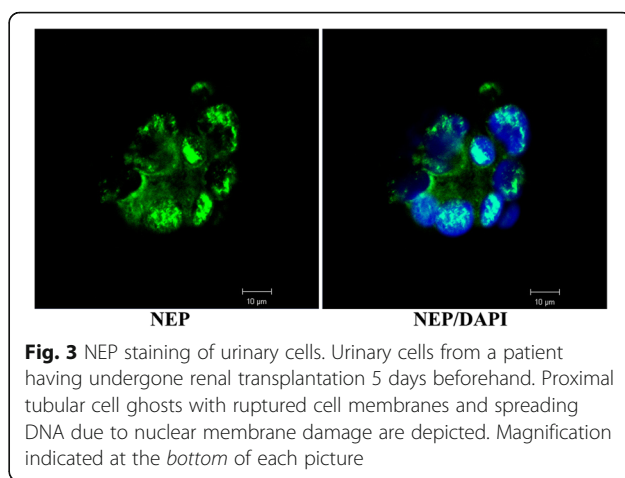 10 µm
10 µm
NEP
NEP/DAPI
Fig. 3 NEP staining of urinary cells. Urinary cells from a patient
having undergone renal transplantation 5 days beforehand. Proximal
tubular cell ghosts with ruptured cell membranes and spreading
DNA due to nuclear membrane damage are depicted. Magnification
indicated at the bottom of each picture